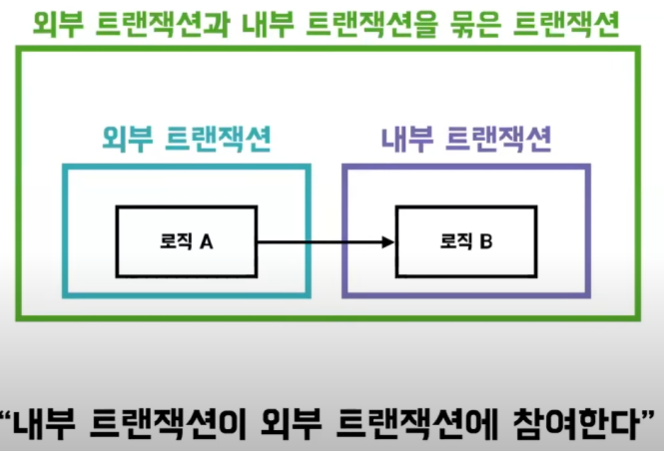 외부 트랜잭션과 내부 트랜잭션을 묶은 트랜잭션
외부 트랜잭션
내부 트랜잭션
로직 A
로직 B
“내부 트랜잭션이 외부 트랜잭션에 참여한다”